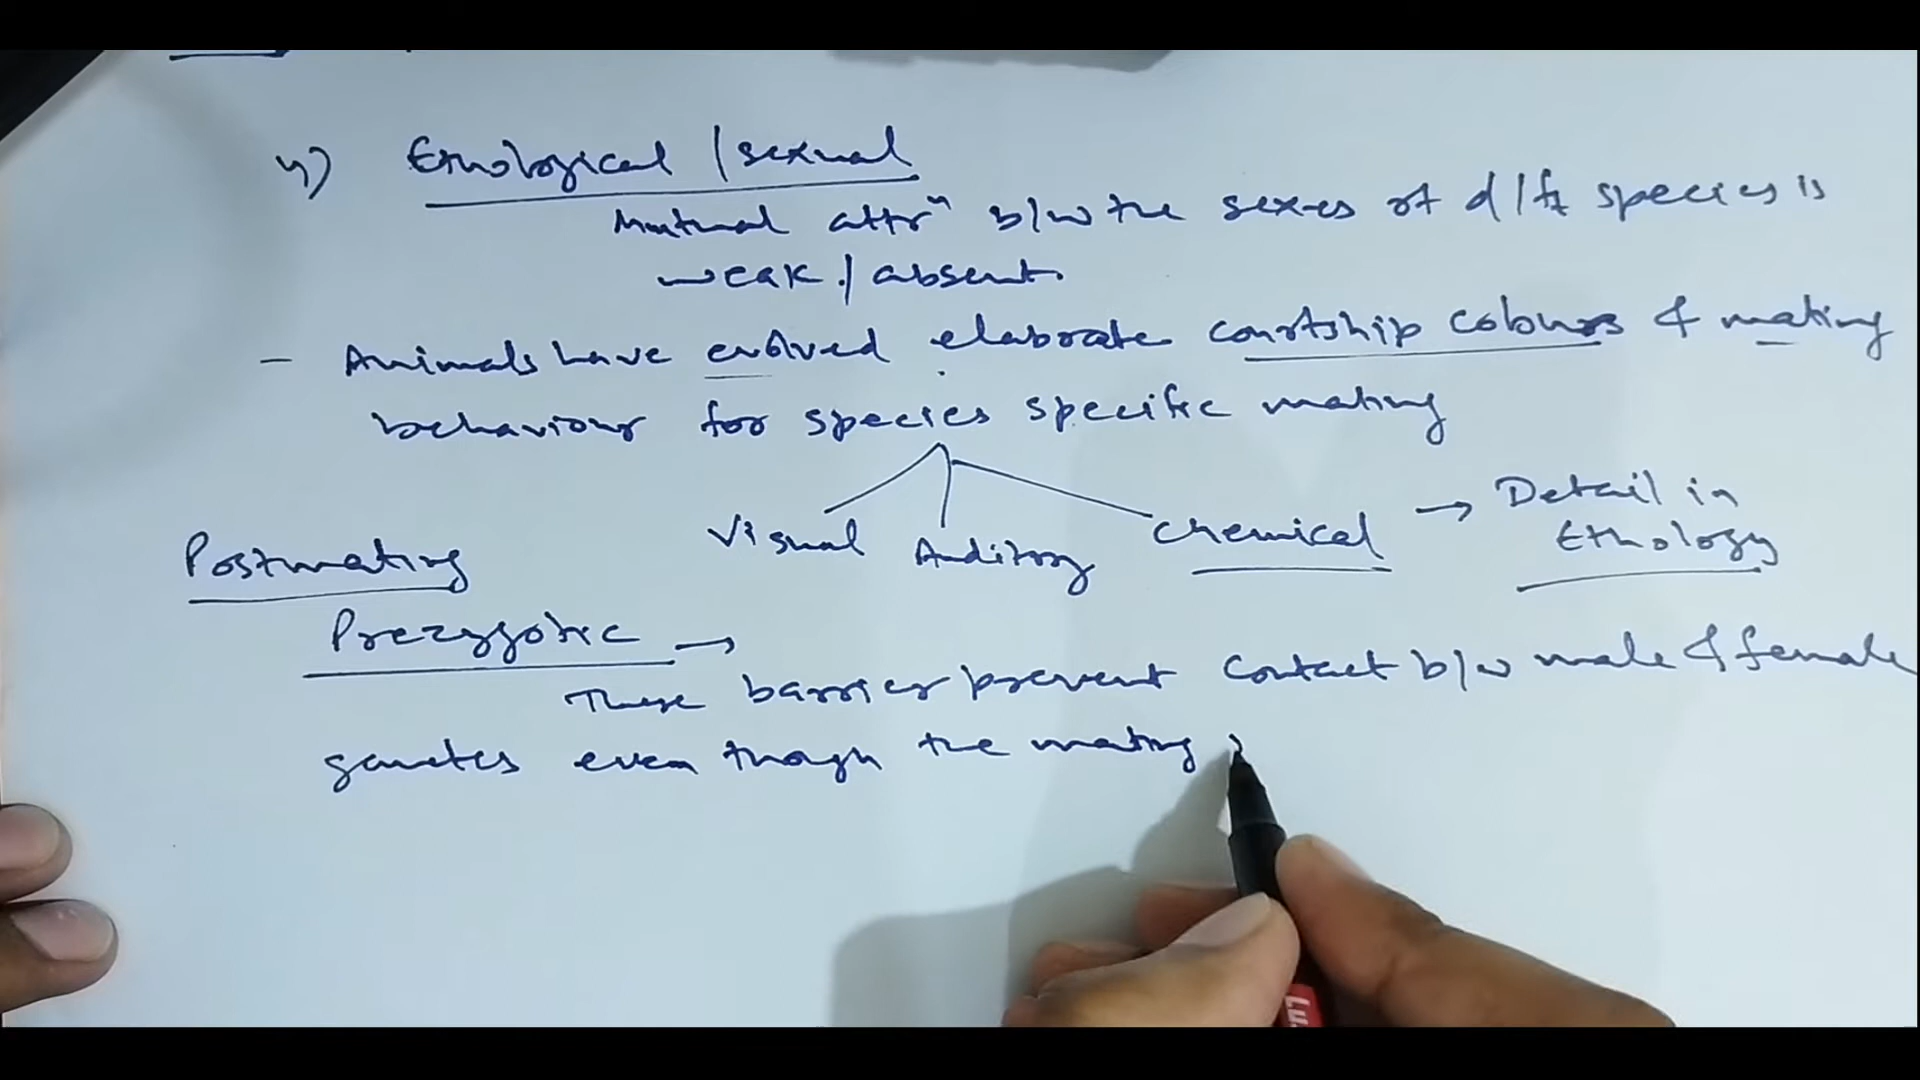 4) Ethological / sexual
Mutual attrⁿ b/w the sexes of d/ft species is
weak / absent.
- Animals have evolved elaborate courtship colours & mating
behaviour for species specific mating
Visual Auditory Chemical → Detail in
Ethology
Postmating
Prezygotic →
These barrier prevent contact b/w male & female
gametes even though the mating
Lu